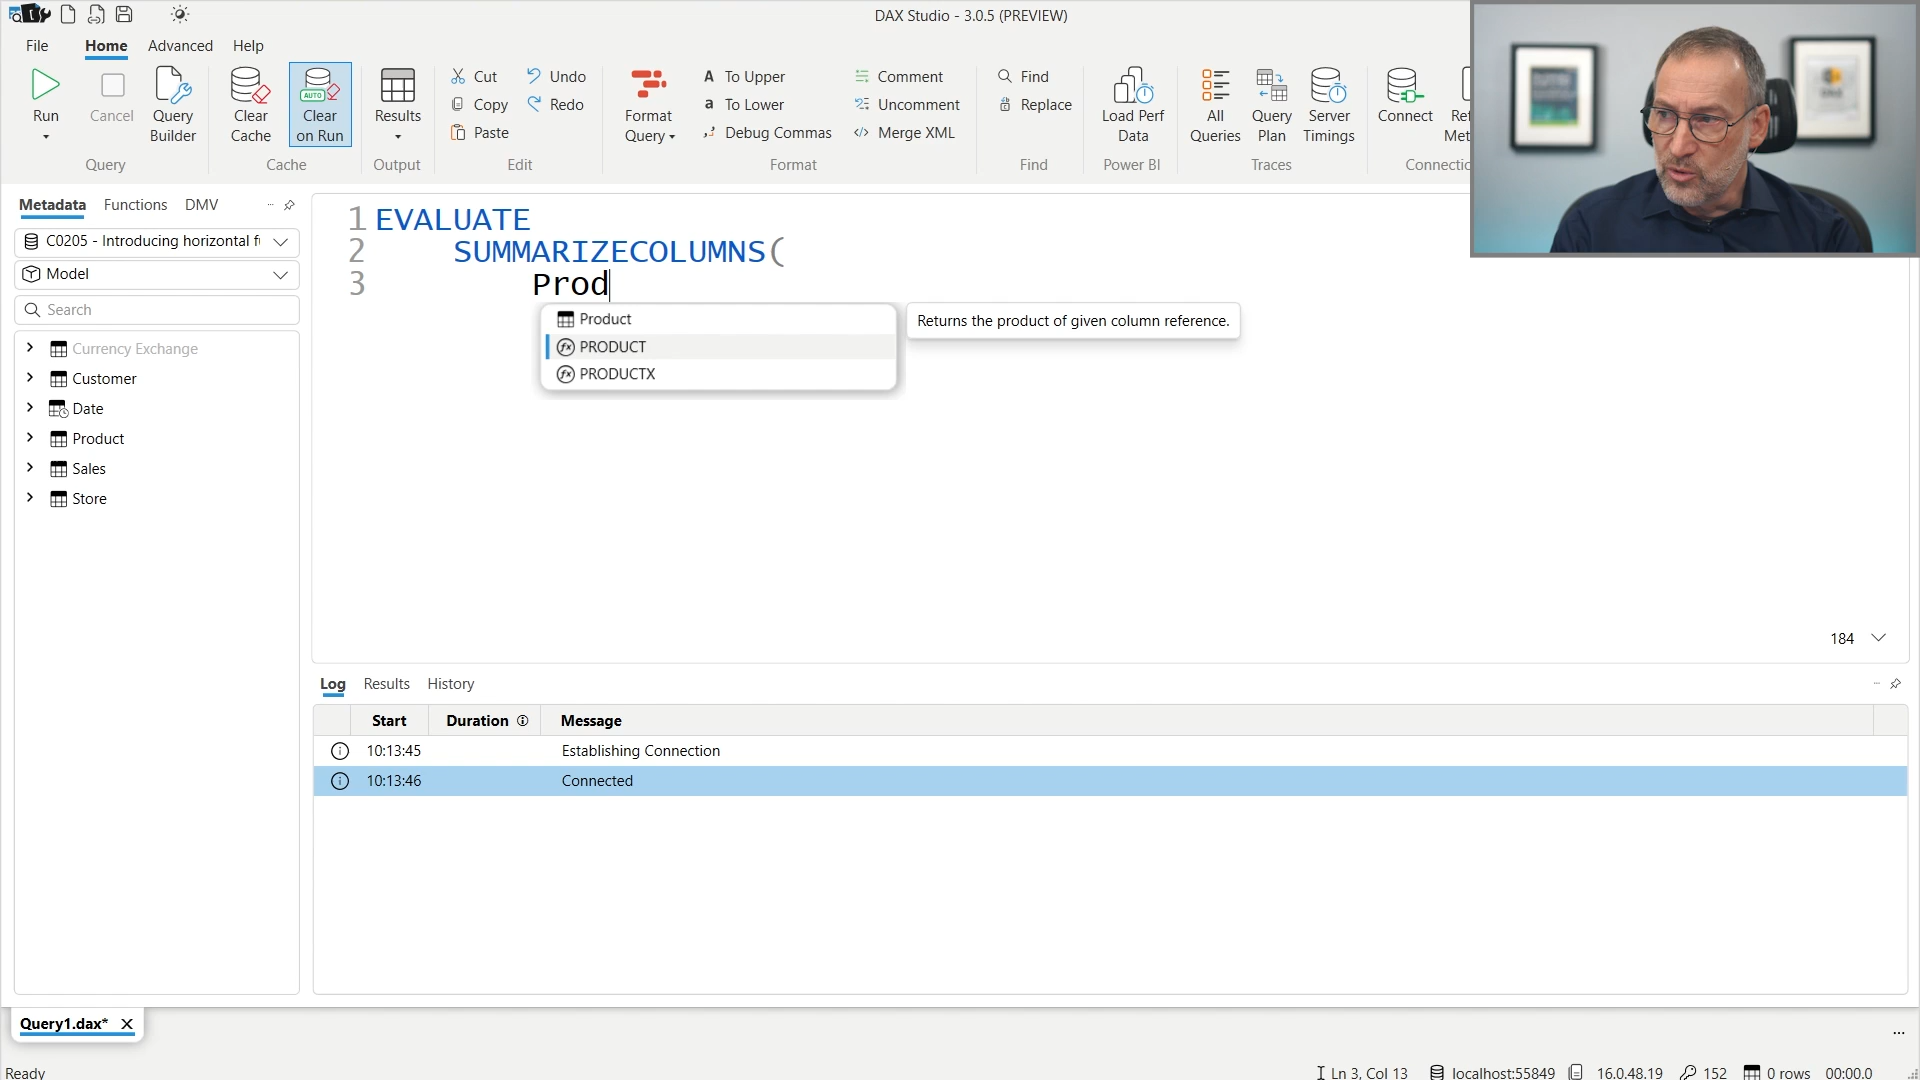 DAX Studio - 3.0.5 (PREVIEW)
File Home Advanced Help
Run
Cancel
Query Builder
Query
Clear Cache
AUTO
Clear on Run
Cache
Results
Output
Cut
Copy
Paste
Undo
Redo
Edit
Format Query
A To Upper
a To Lower
Debug Commas
Comment
Uncomment
Merge XML
Format
Find
Replace
Find
Load Perf Data
Power BI
All Queries
Query Plan
Server Timings
Traces
Connect
Ref
Met
Connectio
Metadata Functions DMV
C0205 - Introducing horizontal f
Model
Search
Currency Exchange
Customer
Date
Product
Sales
Store
1 EVALUATE
2 SUMMARIZECOLUMNS(
3 Prod
Product
PRODUCT
PRODUCTX
Returns the product of given column reference.
184
Log Results History
Start Duration Message
10:13:45 Establishing Connection
10:13:46 Connected
Query1.dax*
Ready
Ln 3, Col 13 localhost:55849 16.0.48.19 152 0 rows 00:00.0